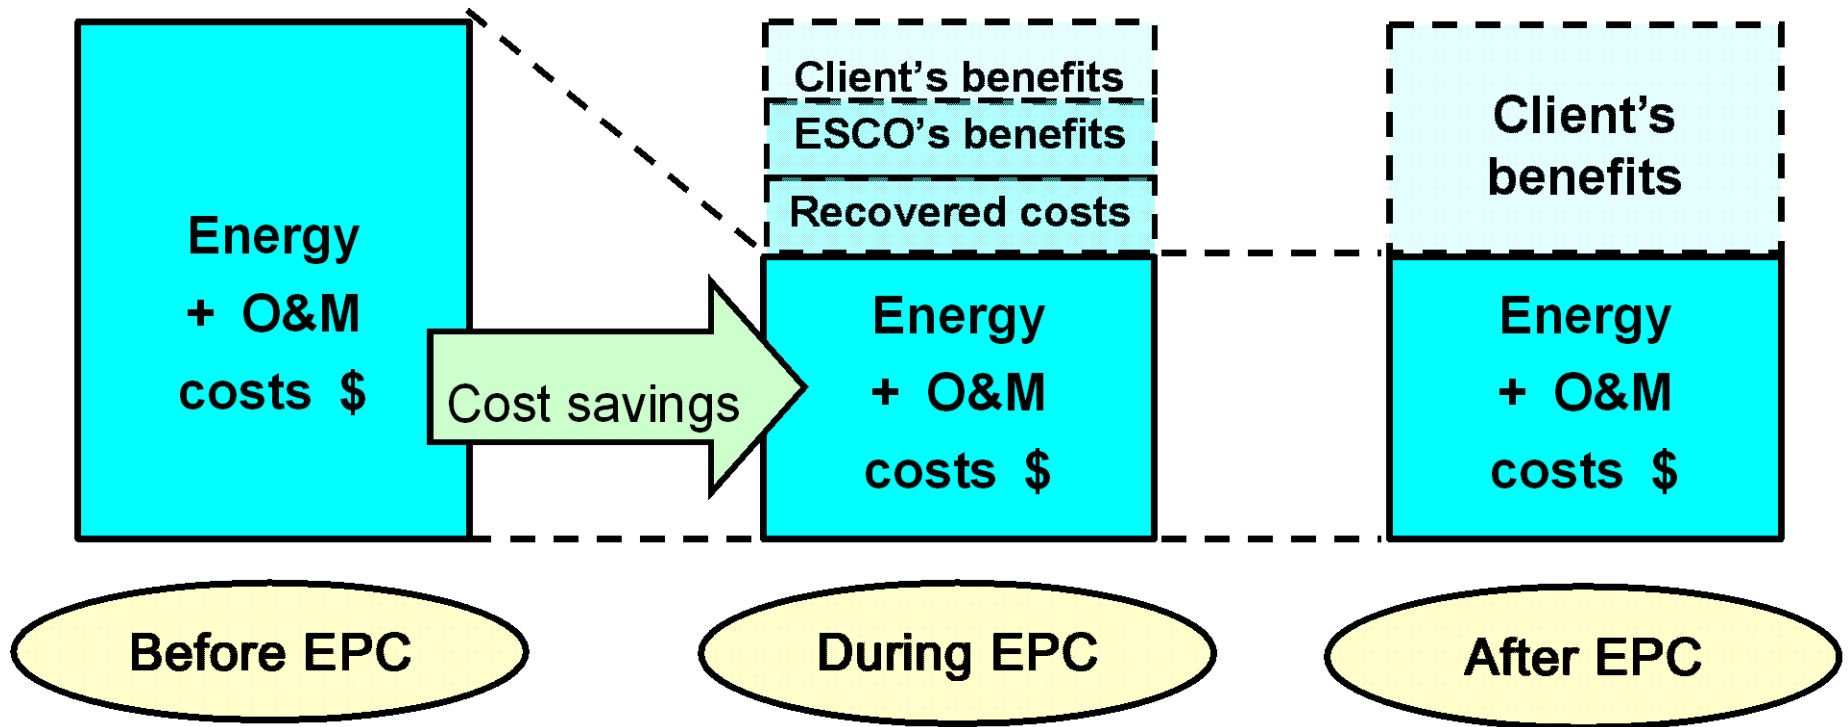 Energy
+ O&M
costs $
Cost savings
Client's benefits
ESCO's benefits
Recovered costs
Energy
+ O&M
costs $
Client's
benefits
Energy
+ O&M
costs $
Before EPC
During EPC
After EPC